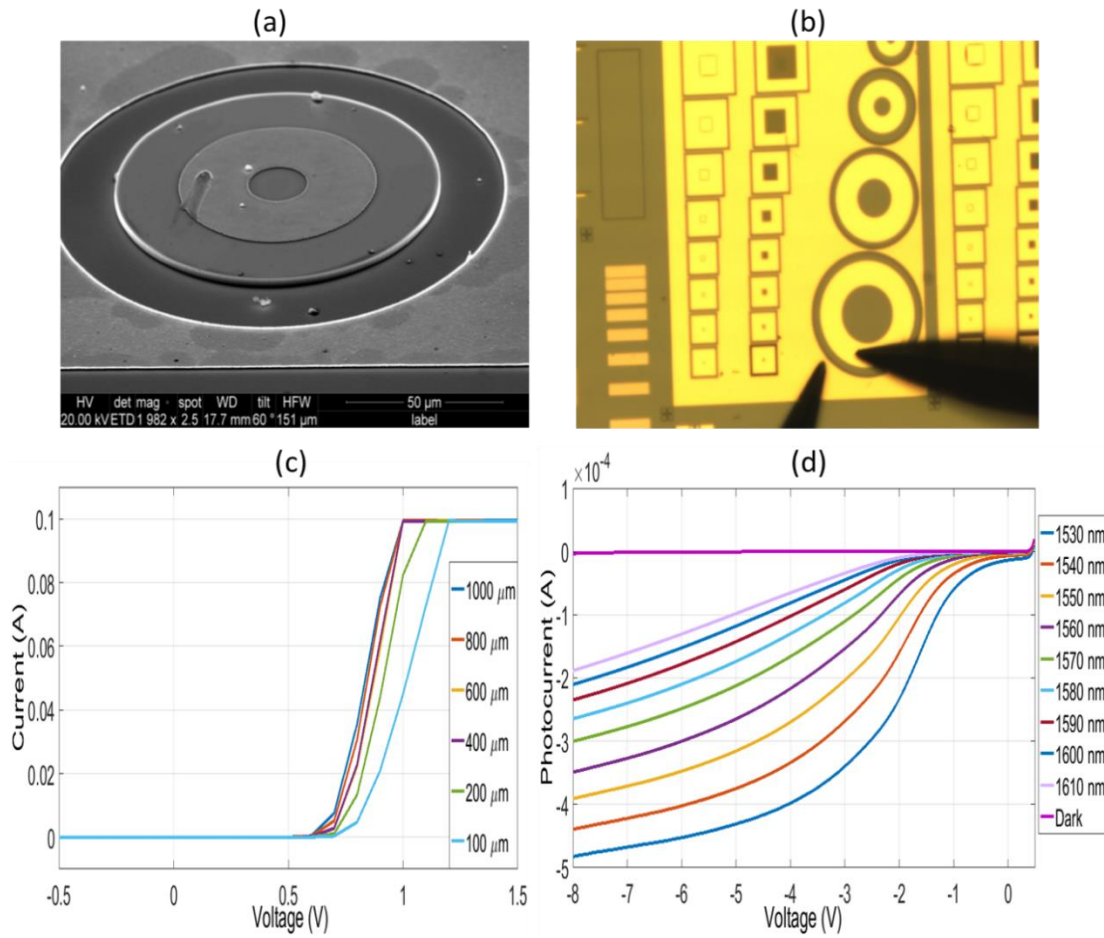 (a)
(b)
HV det mag · spot WD tilt HFW 50 µm
20.00 kV ETD 1 982 x 2.5 17.7 mm 60 ° 151 µm label
(c)
0.1
0.08
0.06
0.04
0.02
0
Current (A)
-0.5 0 0.5 1 1.5
Voltage (V)
1000 µm
800 µm
600 µm
400 µm
200 µm
100 µm
(d)
×10⁻⁴
1
0
-1
-2
-3
-4
-5
Photocurrent (A)
-8 -7 -6 -5 -4 -3 -2 -1 0
Voltage (V)
1530 nm
1540 nm
1550 nm
1560 nm
1570 nm
1580 nm
1590 nm
1600 nm
1610 nm
Dark